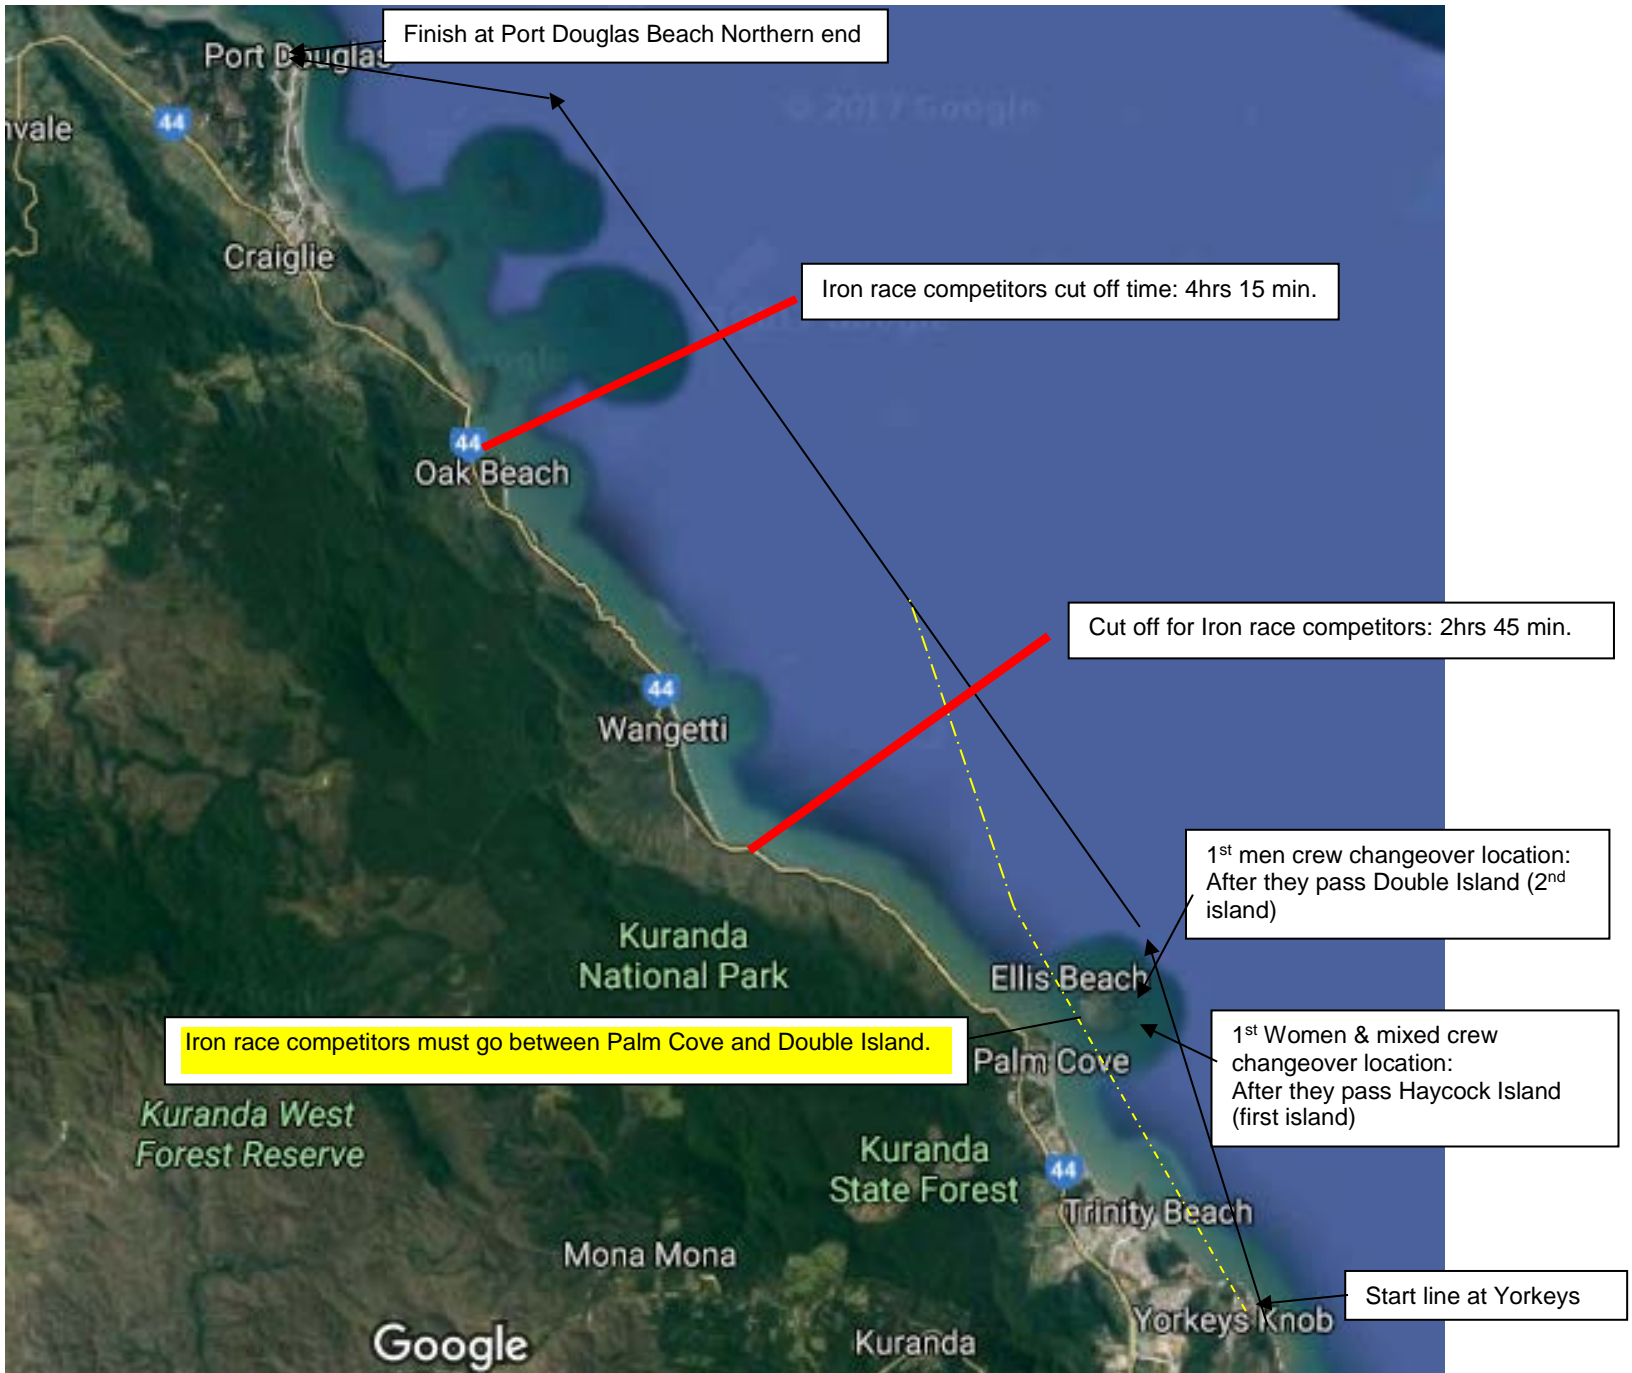 Finish at Port Douglas Beach Northern end
Port Douglas
© 2017 Google
44
nvale
Craiglie
Iron race competitors cut off time: 4hrs 15 min.
Google
44
Oak Beach
Cut off for Iron race competitors: 2hrs 45 min.
44
Wangetti
1st men crew changeover location:
After they pass Double Island (2nd
island)
Kuranda
National Park
Ellis Beach
1st Women & mixed crew
changeover location:
After they pass Haycock Island
(first island)
Iron race competitors must go between Palm Cove and Double Island.
Palm Cove
Kuranda West
Forest Reserve
Kuranda
State Forest
44
Trinity Beach
Mona Mona
Start line at Yorkeys
Yorkeys Knob
Google
Kuranda